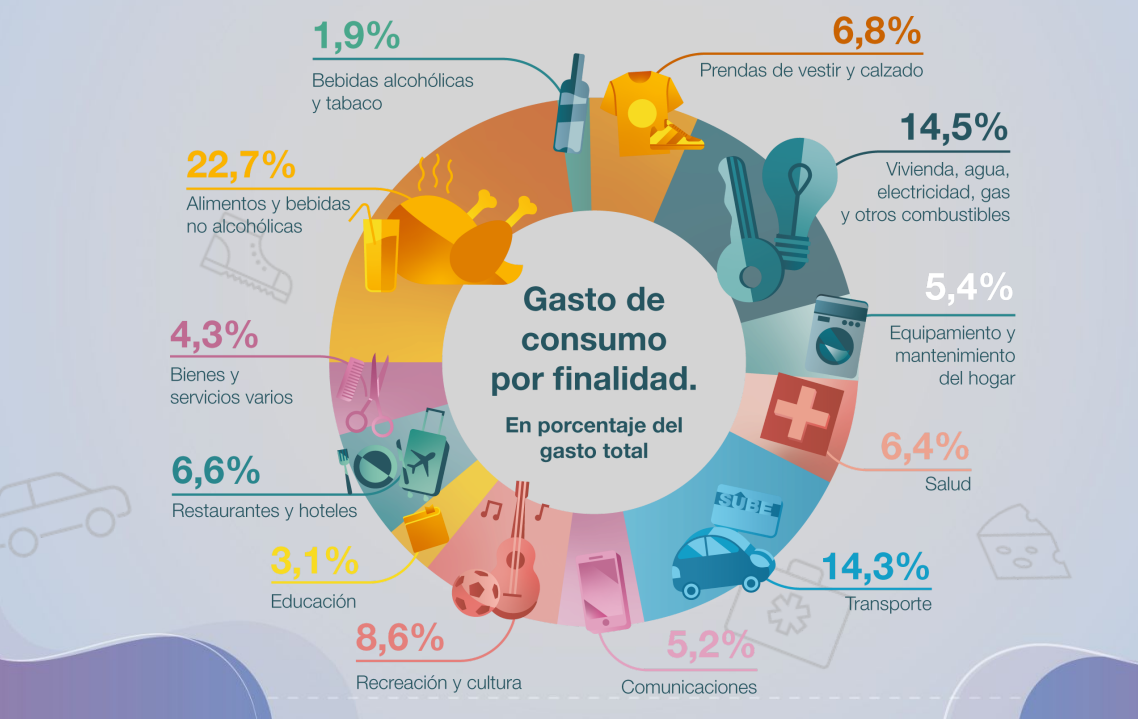 1,9%
Bebidas alcohólicas
y tabaco
6,8%
Prendas de vestir y calzado
14,5%
Vivienda, agua,
electricidad, gas
y otros combustibles
22,7%
Alimentos y bebidas
no alcohólicas
5,4%
Equipamiento y
mantenimiento
del hogar
Gasto de
consumo
por finalidad.
En porcentaje del
gasto total
4,3%
Bienes y
servicios varios
6,4%
Salud
6,6%
Restaurantes y hoteles
SUBE
3,1%
Educación
14,3%
Transporte
8,6%
Recreación y cultura
5,2%
Comunicaciones